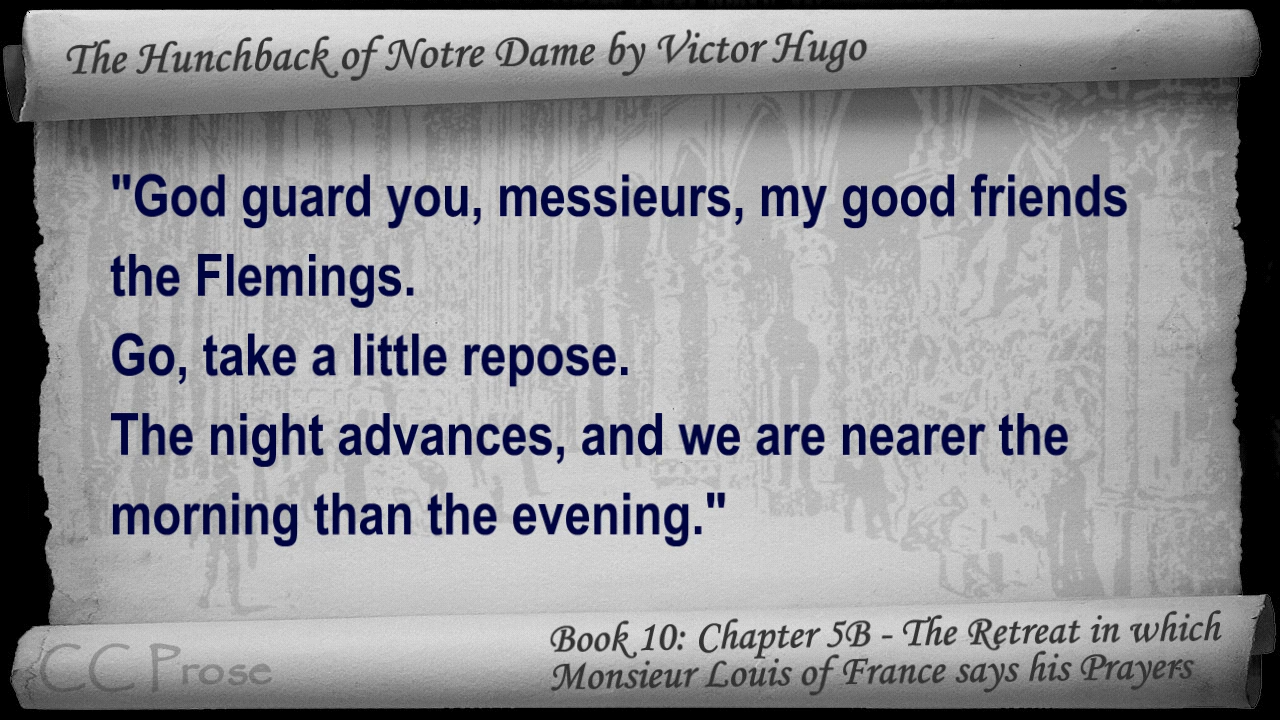 The Hunchback of Notre Dame by Victor Hugo
"God guard you, messieurs, my good friends
the Flemings.
Go, take a little repose.
The night advances, and we are nearer the
morning than the evening."
Book 10: Chapter 5B - The Retreat in which
Monsieur Louis of France says his Prayers
CC Prose